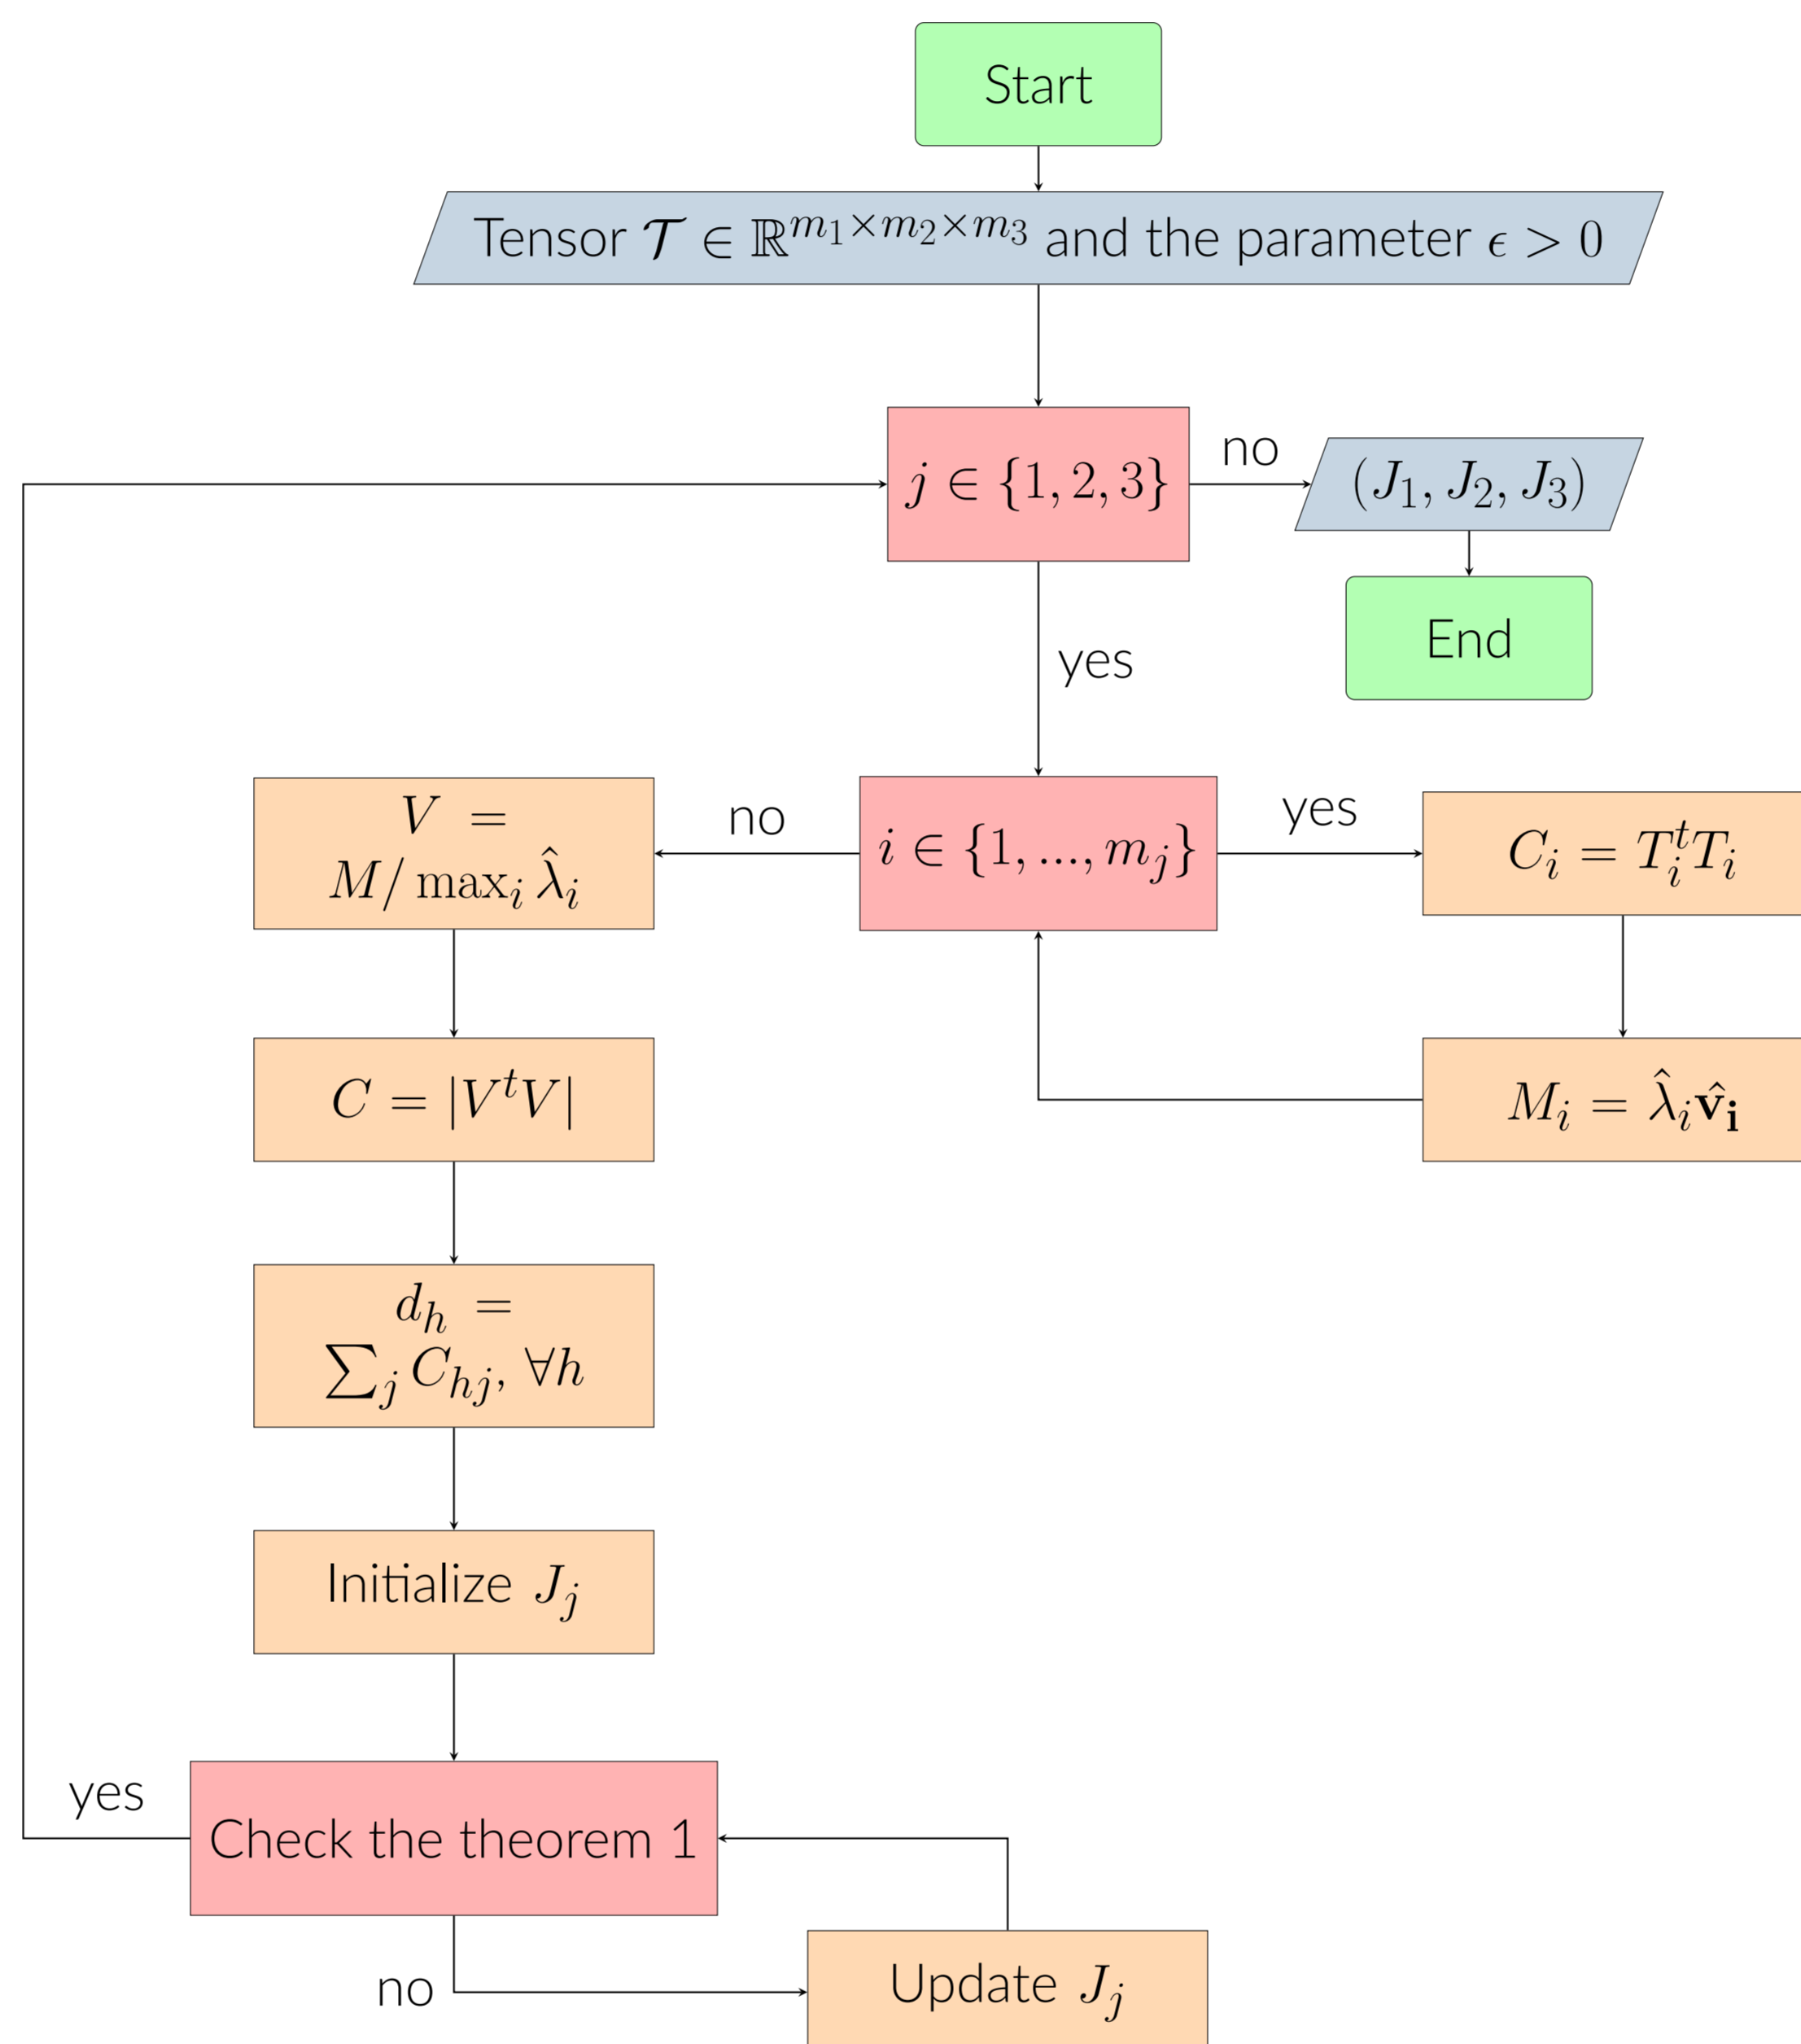 Start
Tensor 𝓣 ∈ ℝ^{m_1×m_2×m_3} and the parameter ϵ > 0
j ∈ {1, 2, 3}
no
(J_1, J_2, J_3)
End
yes
V =
M/ max_i λ̂_i
no
i ∈ {1, ..., m_j}
yes
C_i = T_i^t T_i
C = |V^t V|
M_i = λ̂_i v̂_i
d_h =
∑_j C_{hj}, ∀h
Initialize J_j
yes
Check the theorem 1
no
Update J_j